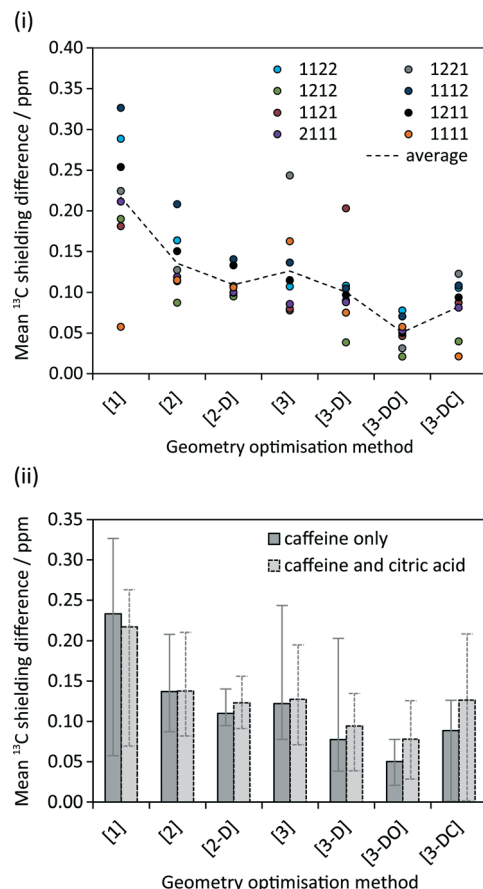 (i)
Mean ¹³C shielding difference / ppm
0.40
0.35
0.30
0.25
0.20
0.15
0.10
0.05
0.00
1122
1212
1121
2111
1221
1112
1211
1111
average
[1]
[2]
[2-D]
[3]
[3-D]
[3-DO]
[3-DC]
Geometry optimisation method
(ii)
Mean ¹³C shielding difference / ppm
0.35
0.30
0.25
0.20
0.15
0.10
0.05
0.00
caffeine only
caffeine and citric acid
[1]
[2]
[2-D]
[3]
[3-D]
[3-DO]
[3-DC]
Geometry optimisation method